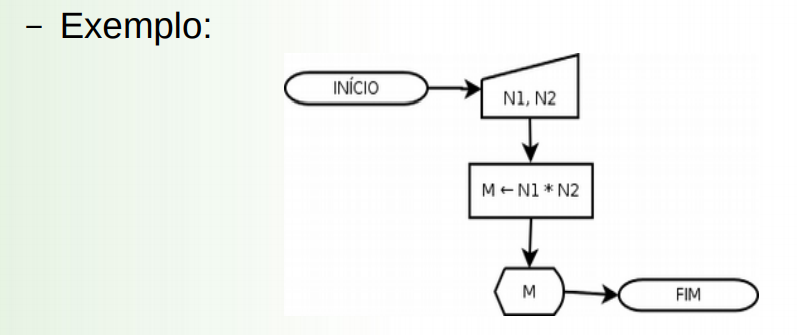 – Exemplo:
INÍCIO
N1, N2
M ← N1 * N2
M
FIM